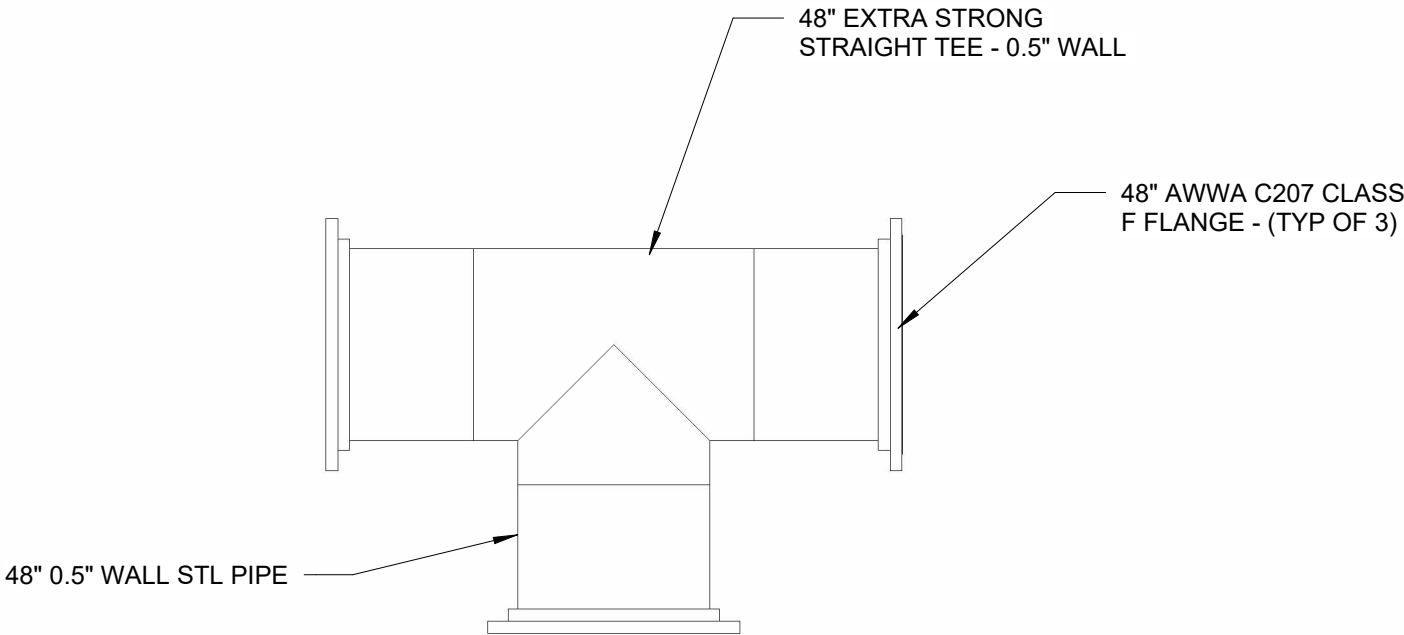 48" EXTRA STRONG
STRAIGHT TEE - 0.5" WALL
48" AWWA C207 CLASS
F FLANGE - (TYP OF 3)
48" 0.5" WALL STL PIPE